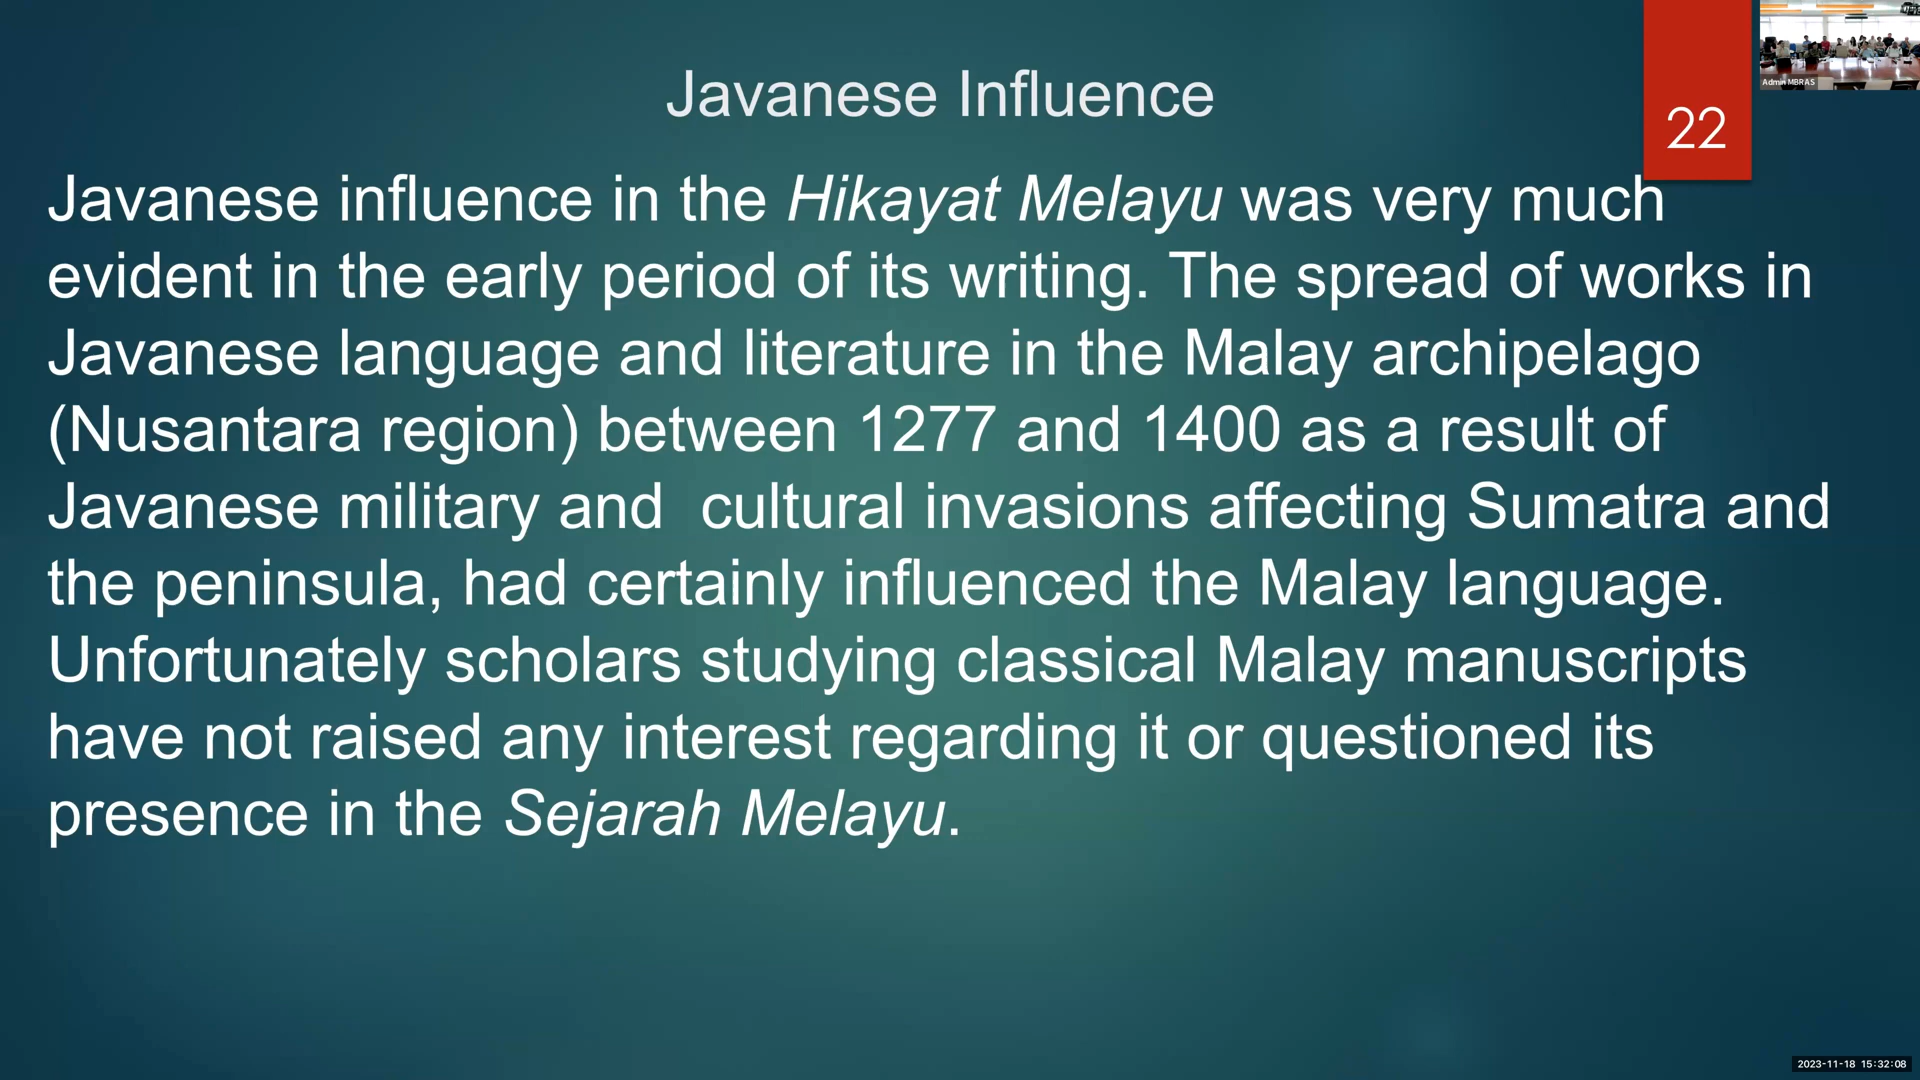 Javanese Influence
22
Admin MBRAS
Javanese influence in the Hikayat Melayu was very much
evident in the early period of its writing. The spread of works in
Javanese language and literature in the Malay archipelago
(Nusantara region) between 1277 and 1400 as a result of
Javanese military and  cultural invasions affecting Sumatra and
the peninsula, had certainly influenced the Malay language.
Unfortunately scholars studying classical Malay manuscripts
have not raised any interest regarding it or questioned its
presence in the Sejarah Melayu.
2023-11-18 15:32:08